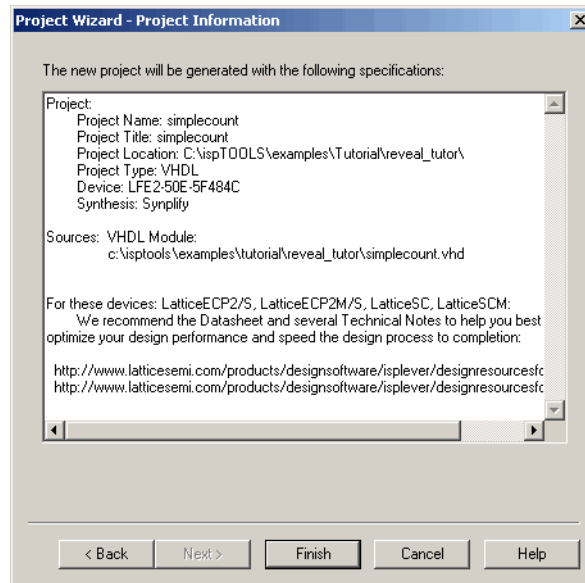 Project Wizard - Project Information
The new project will be generated with the following specifications:
Project:
Project Name: simplecount
Project Title: simplecount
Project Location: C:\ispTOOLS\examples\Tutorial\reveal_tutor\
Project Type: VHDL
Device: LFE2-50E-5F484C
Synthesis: Synplify
Sources: VHDL Module:
c:\isptools\examples\tutorial\reveal_tutor\simplecount.vhd
For these devices: LatticeECP2/S, LatticeECP2M/S, LatticeSC, LatticeSCM:
We recommend the Datasheet and several Technical Notes to help you best
optimize your design performance and speed the design process to completion:
http://www.latticesemi.com/products/designsoftware/isplever/designresourcesfc
http://www.latticesemi.com/products/designsoftware/isplever/designresourcesfc
< Back Next > Finish Cancel Help